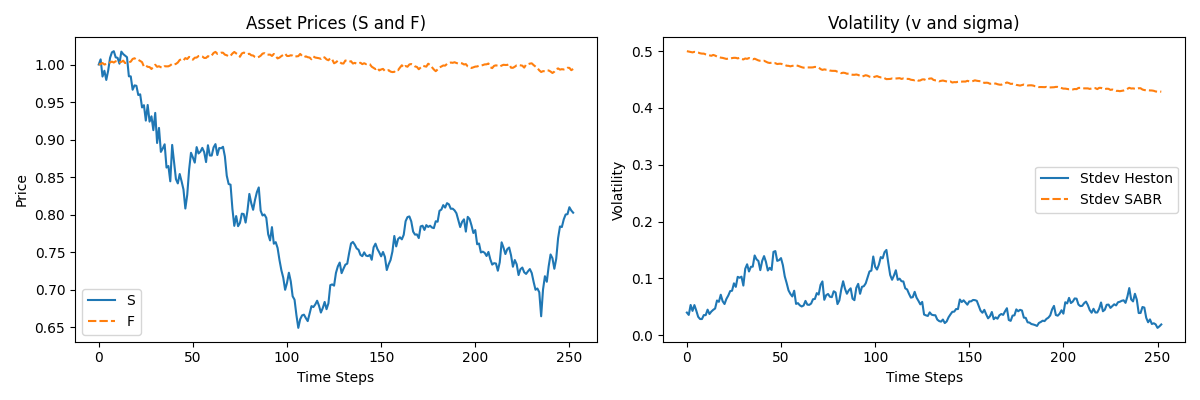 Asset Prices (S and F)
Price
1.00
0.95
0.90
0.85
0.80
0.75
0.70
0.65
S
F
0
50
100
150
200
250
Time Steps
Volatility (v and sigma)
Volatility
0.5
0.4
0.3
0.2
0.1
0.0
Stdev Heston
Stdev SABR
0
50
100
150
200
250
Time Steps